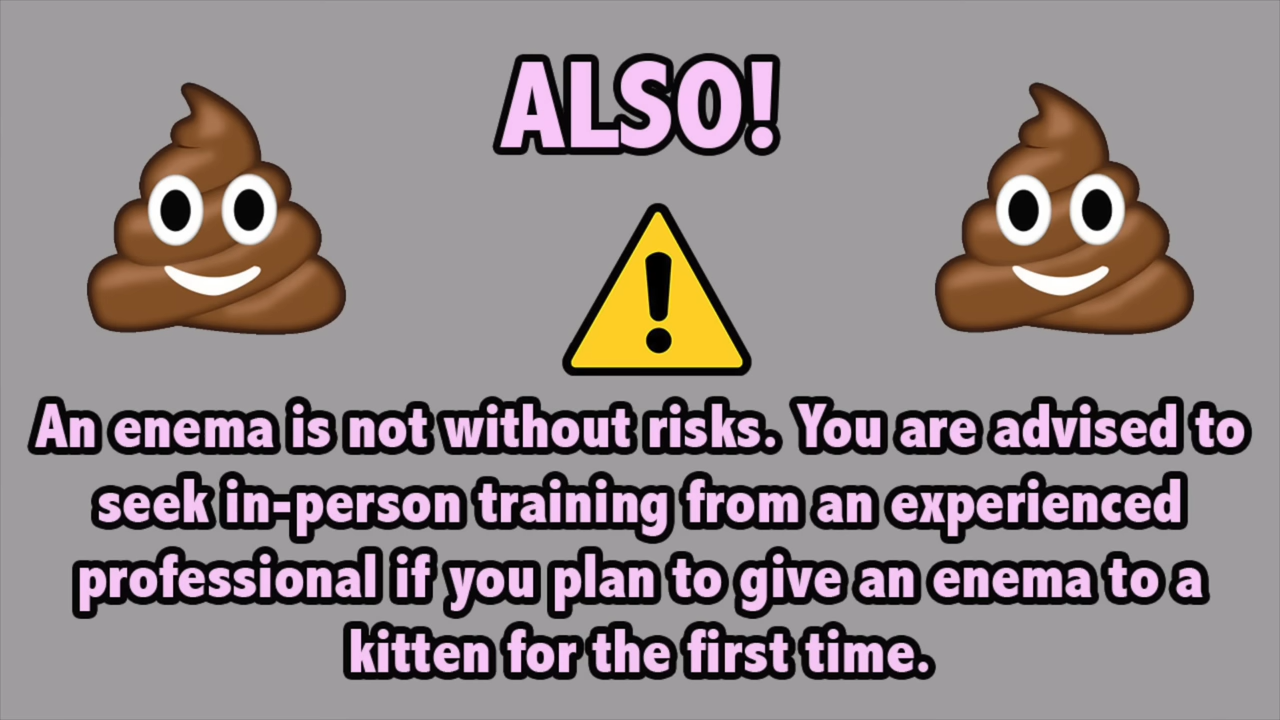 ALSO!
An enema is not without risks. You are advised to
seek in-person training from an experienced
professional if you plan to give an enema to a
kitten for the first time.